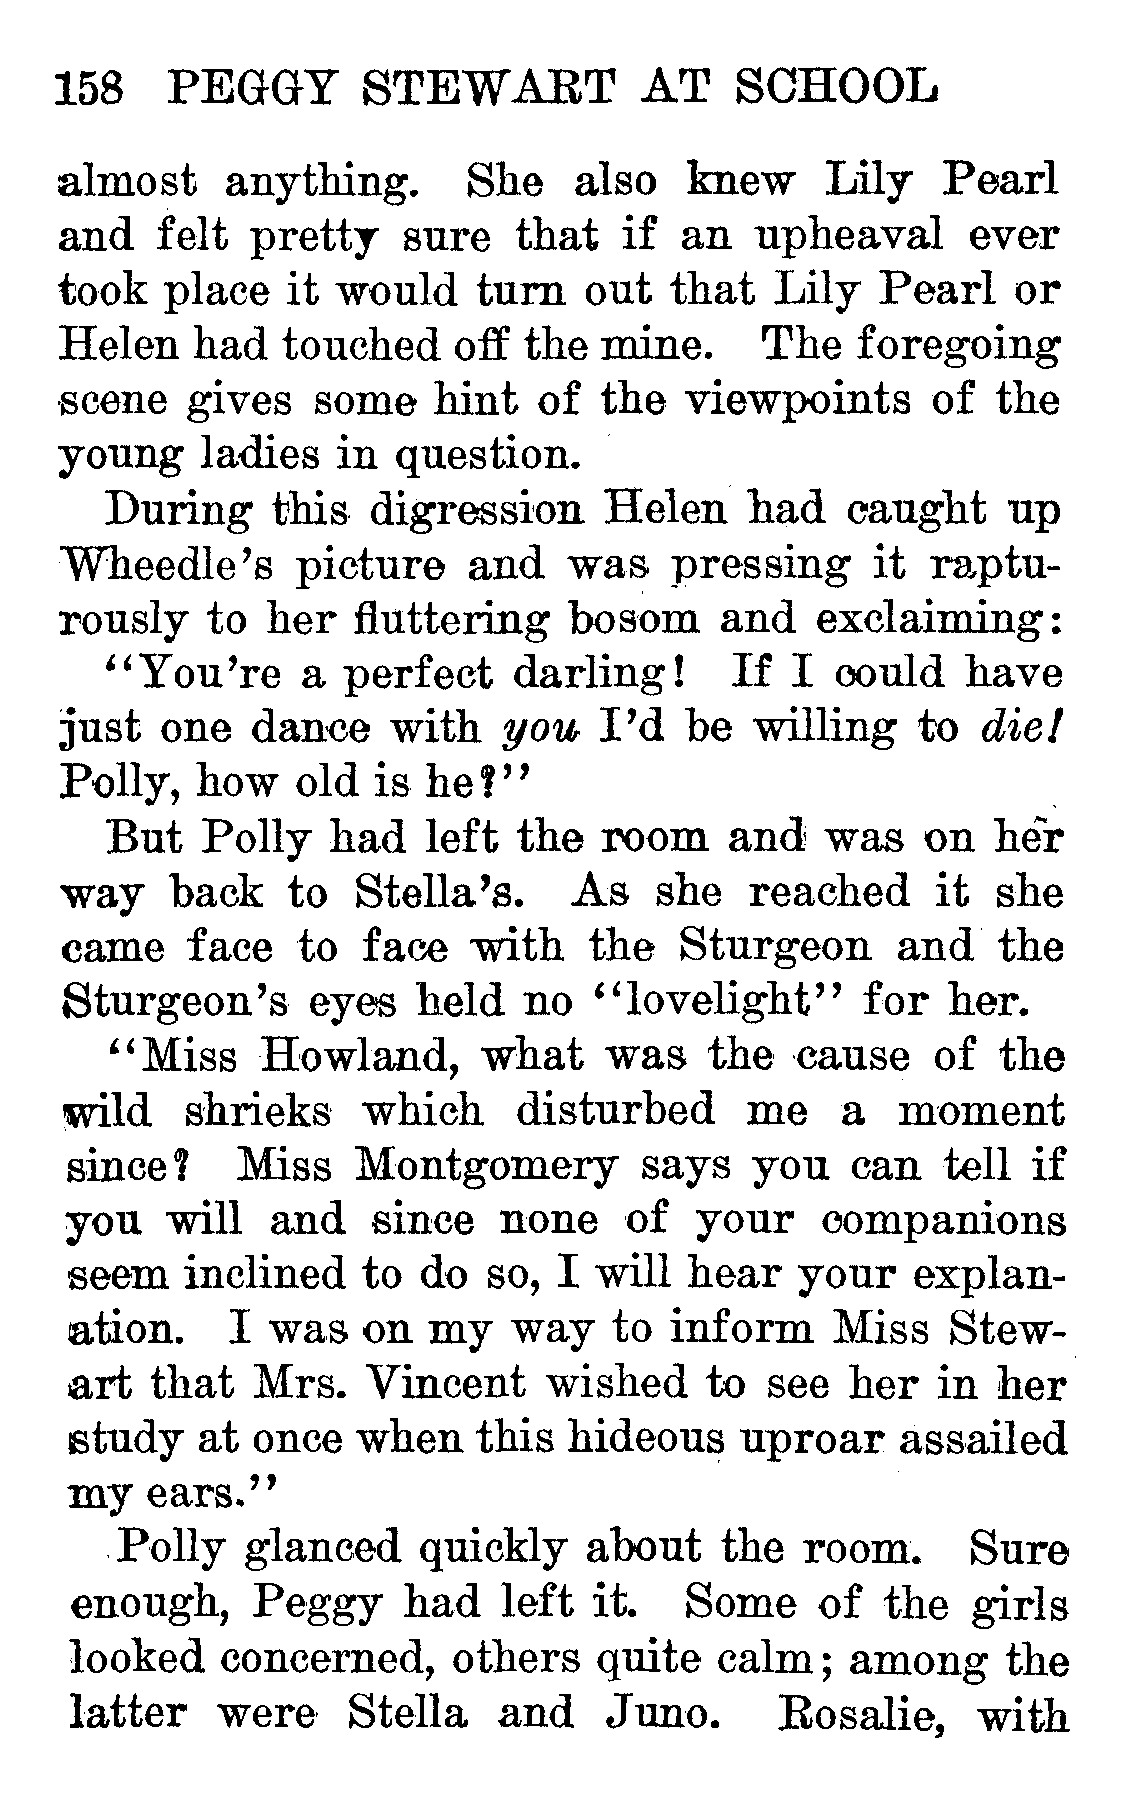 158 PEGGY STEWART AT SCHOOL
almost anything. She also knew Lily Pearl
and felt pretty sure that if an upheaval ever
took place it would turn out that Lily Pearl or
Helen had touched off the mine. The foregoing
scene gives some hint of the viewpoints of the
young ladies in question.
During this digression Helen had caught up
Wheedle's picture and was pressing it raptu-
rously to her fluttering bosom and exclaiming:
"You're a perfect darling! If I could have
just one dance with you I'd be willing to die!
Polly, how old is he?"
But Polly had left the room and was on her
way back to Stella's. As she reached it she
came face to face with the Sturgeon and the
Sturgeon's eyes held no "lovelight" for her.
"Miss Howland, what was the cause of the
wild shrieks which disturbed me a moment
since? Miss Montgomery says you can tell if
you will and since none of your companions
seem inclined to do so, I will hear your explan-
ation. I was on my way to inform Miss Stew-
art that Mrs. Vincent wished to see her in her
study at once when this hideous uproar assailed
my ears."
Polly glanced quickly about the room. Sure
enough, Peggy had left it. Some of the girls
looked concerned, others quite calm; among the
latter were Stella and Juno. Rosalie, with